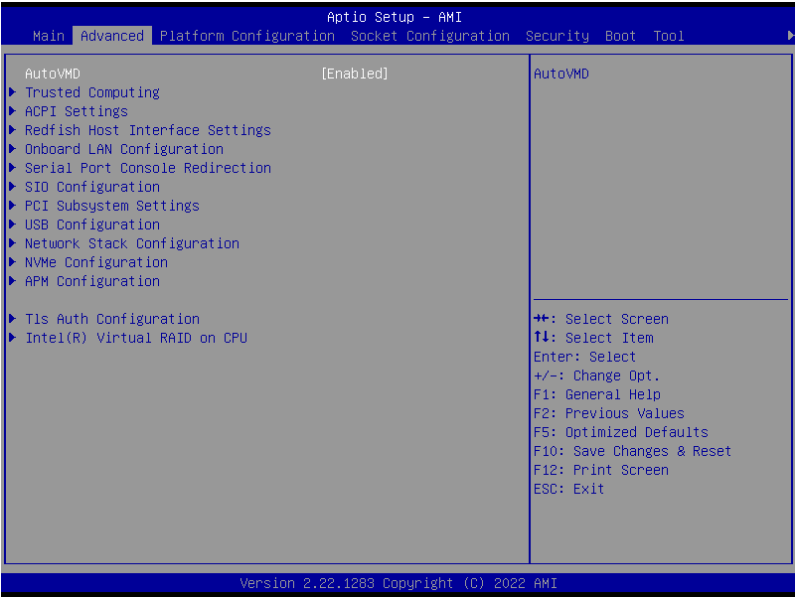 Aptio Setup – AMI
Main Advanced Platform Configuration Socket Configuration Security Boot Tool
AutoVMD [Enabled]
Trusted Computing
ACPI Settings
Redfish Host Interface Settings
Onboard LAN Configuration
Serial Port Console Redirection
SIO Configuration
PCI Subsystem Settings
USB Configuration
Network Stack Configuration
NVMe Configuration
APM Configuration
Tls Auth Configuration
Intel(R) Virtual RAID on CPU
AutoVMD
→←: Select Screen
↑↓: Select Item
Enter: Select
+/-: Change Opt.
F1: General Help
F2: Previous Values
F5: Optimized Defaults
F10: Save Changes & Reset
F12: Print Screen
ESC: Exit
Version 2.22.1283 Copyright (C) 2022 AMI